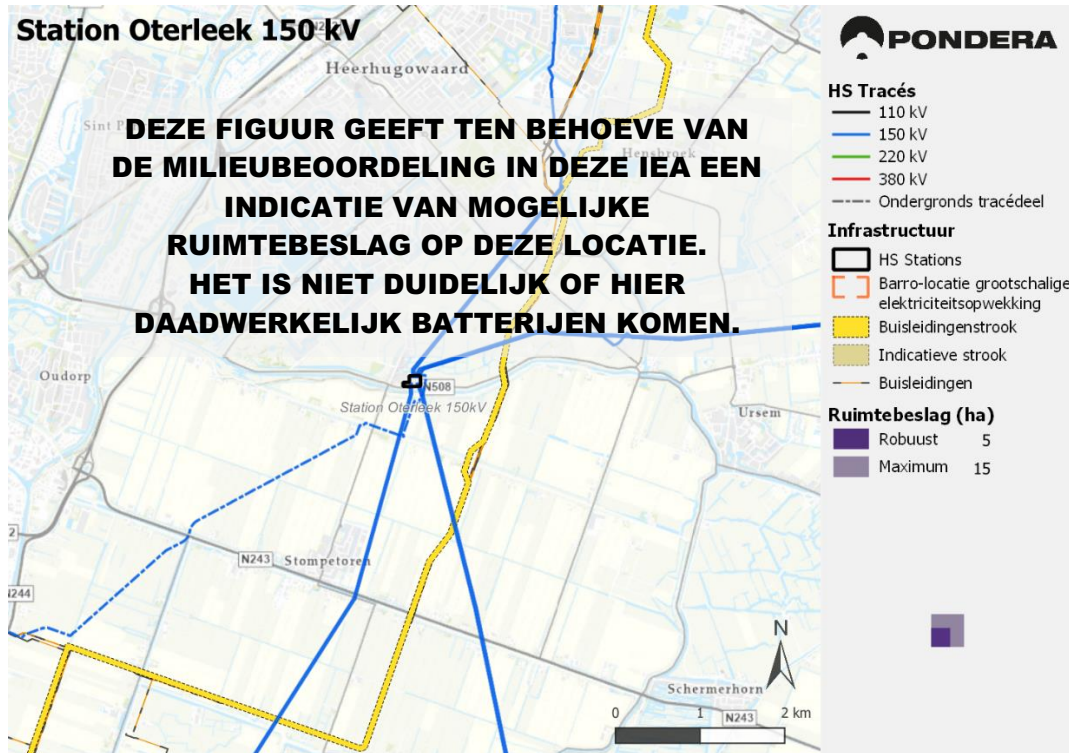 Station Oterleek 150 kV
Heerhugowaard
DEZE FIGUUR GEEFT TEN BEHOEVE VAN
DE MILIEUBEOORDELING IN DEZE IEA EEN
INDICATIE VAN MOGELIJKE
RUIMTEBESLAG OP DEZE LOCATIE.
HET IS NIET DUIDELIJK OF HIER
DAADWERKELIJK BATTERIJEN KOMEN.
Sint P
Hensbroek
Oudorp
N508
Station Oterleek 150kV
Ursem
N243
Stompetoren
N244
Schermerhorn
N243
N
0 1 2 km
PONDERA
HS Tracés
110 kV
150 kV
220 kV
380 kV
Ondergronds tracédeel
Infrastructuur
HS Stations
Barro-locatie grootschalige
elektriciteitsopwekking
Buisleidingenstrook
Indicatieve strook
Buisleidingen
Ruimtebeslag (ha)
Robuust 5
Maximum 15